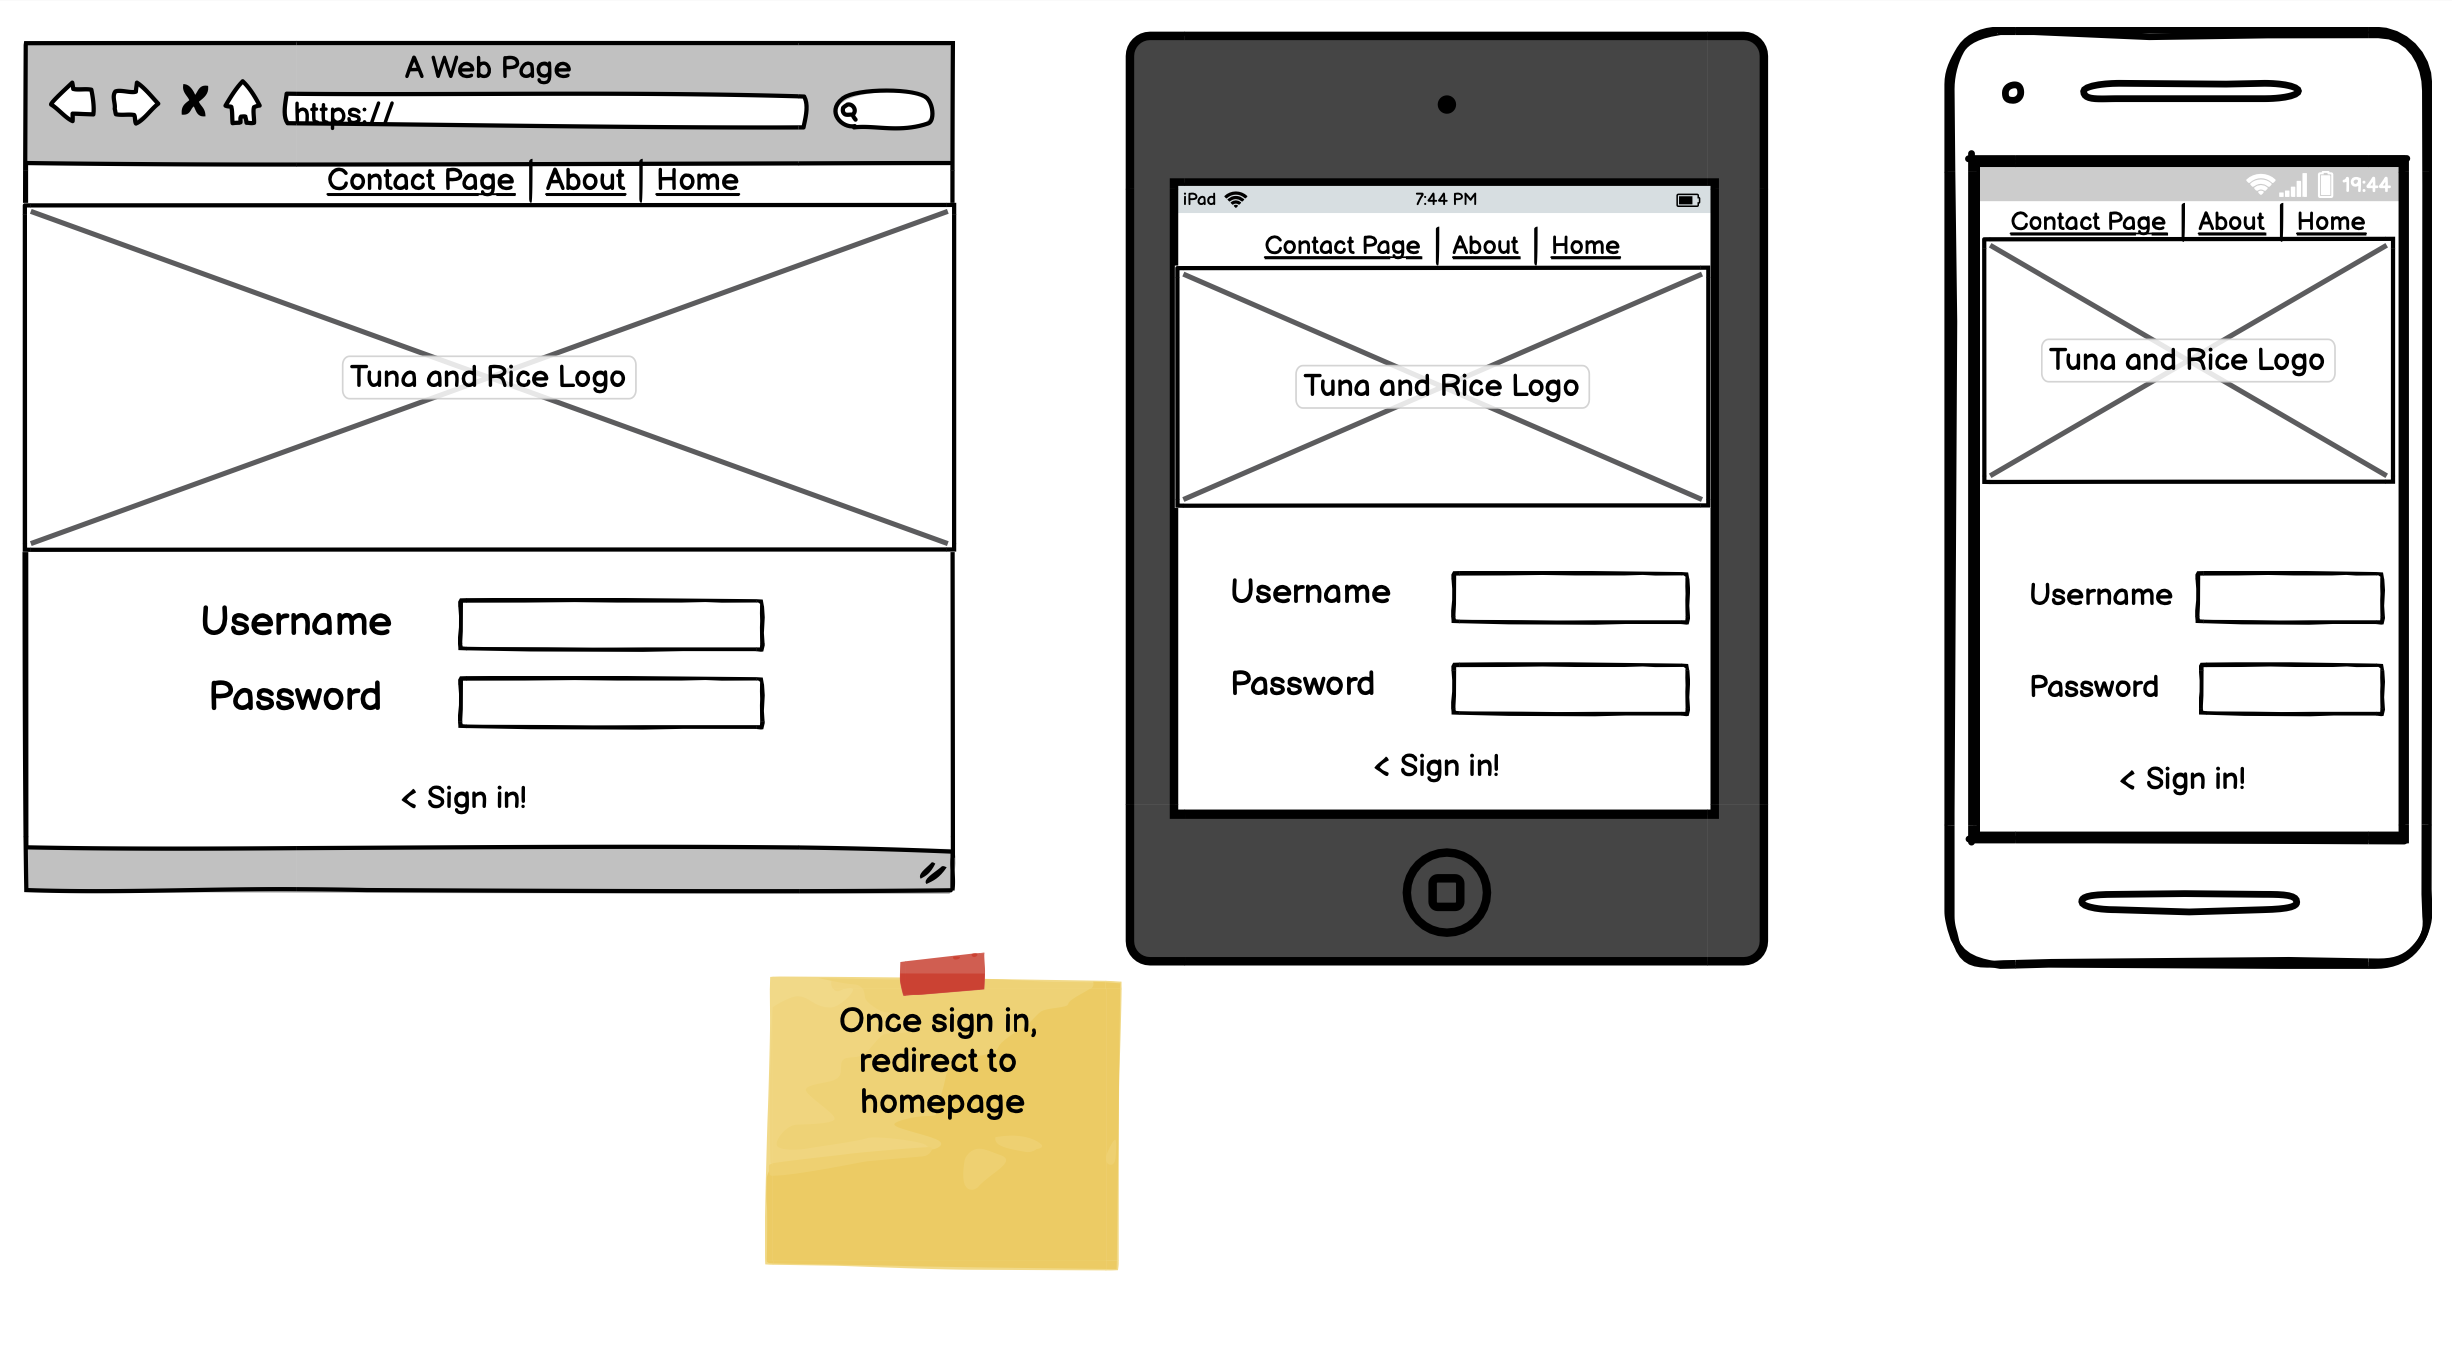 A Web Page
https://
Contact Page | About | Home
Tuna and Rice Logo
Username
Password
< Sign in!
iPad 7:44 PM
Contact Page | About | Home
Tuna and Rice Logo
Username
Password
< Sign in!
19:44
Contact Page | About | Home
Tuna and Rice Logo
Username
Password
< Sign in!
Once sign in,
redirect to
homepage